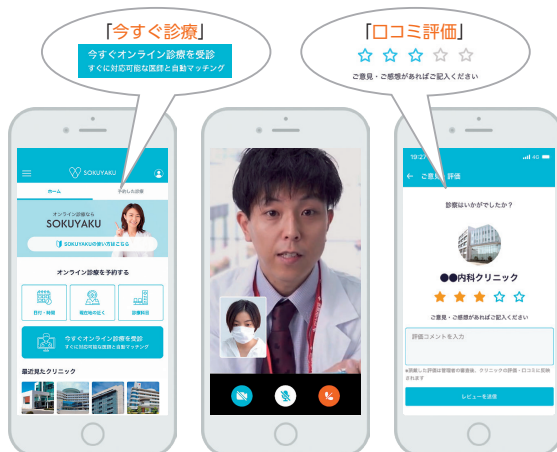 「今すぐ診療」
今すぐオンライン診療を受診
すぐに対応可能な医師と自動マッチング
「口コミ評価」
ご意見・ご感想があればご記入ください
SOKUYAKU
ホーム
予約した診療
オンライン診療なら
SOKUYAKU
SOKUYAKUの使い方はこちら
オンライン診療を予約する
日付・時間
現在地の近く
診療科目
今すぐオンライン診療を受診
すぐに対応可能な医師と自動マッチング
最近見たクリニック
19:27
4G
ご意見
評価
診察はいかがでしたか？
●●内科クリニック
ご意見・ご感想があればご記入ください
評価コメントを入力
されます
レビューを送信